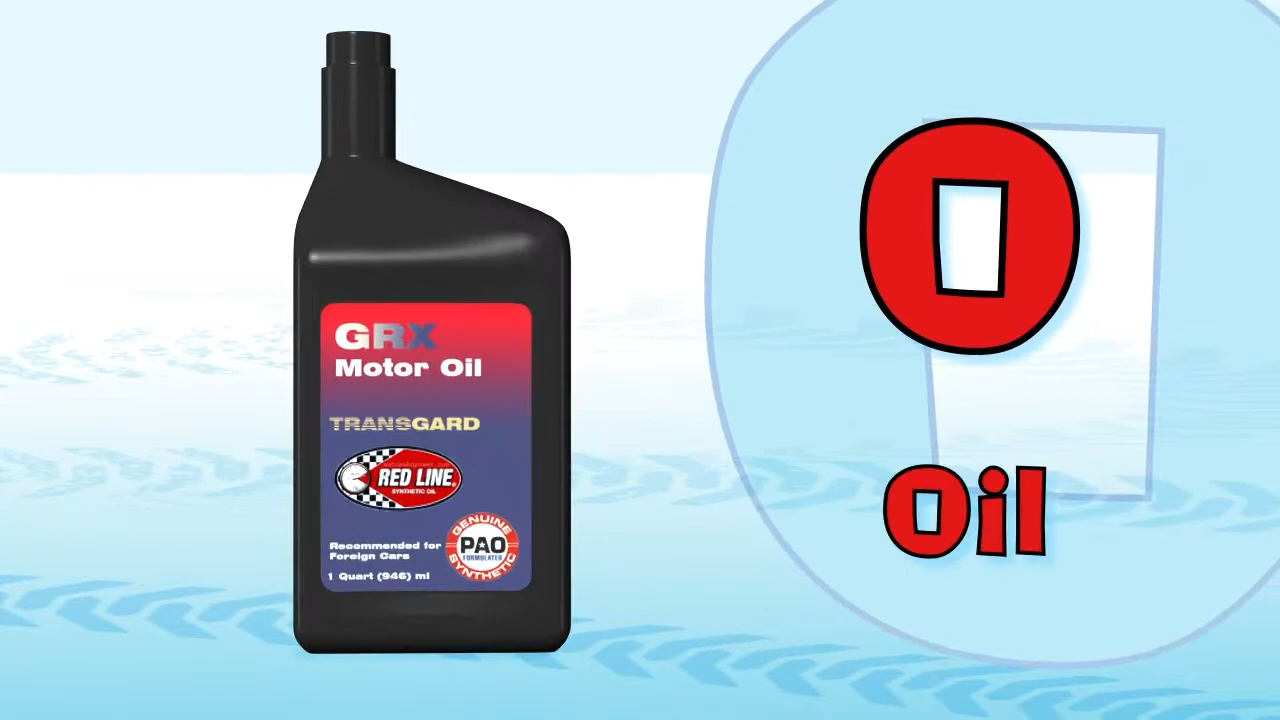 GRX
Motor Oil
TRANSGARD
RED LINE
SYNTHETIC OIL
GENUINE
PAO
FORMULATED
SYNTHETIC
Recommended for
Foreign Cars
1 Quart (946) ml
O
Oil